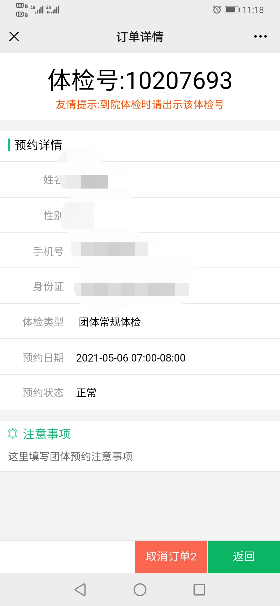 11:18
订单详情
体检号:10207693
友情提示:到院体检时请出示该体检号
预约详情
姓名
性别
手机号
身份证
体检类型 团体常规体检
预约日期 2021-05-06 07:00-08:00
预约状态 正常
注意事项
这里填写团体预约注意事项
取消订单2 返回